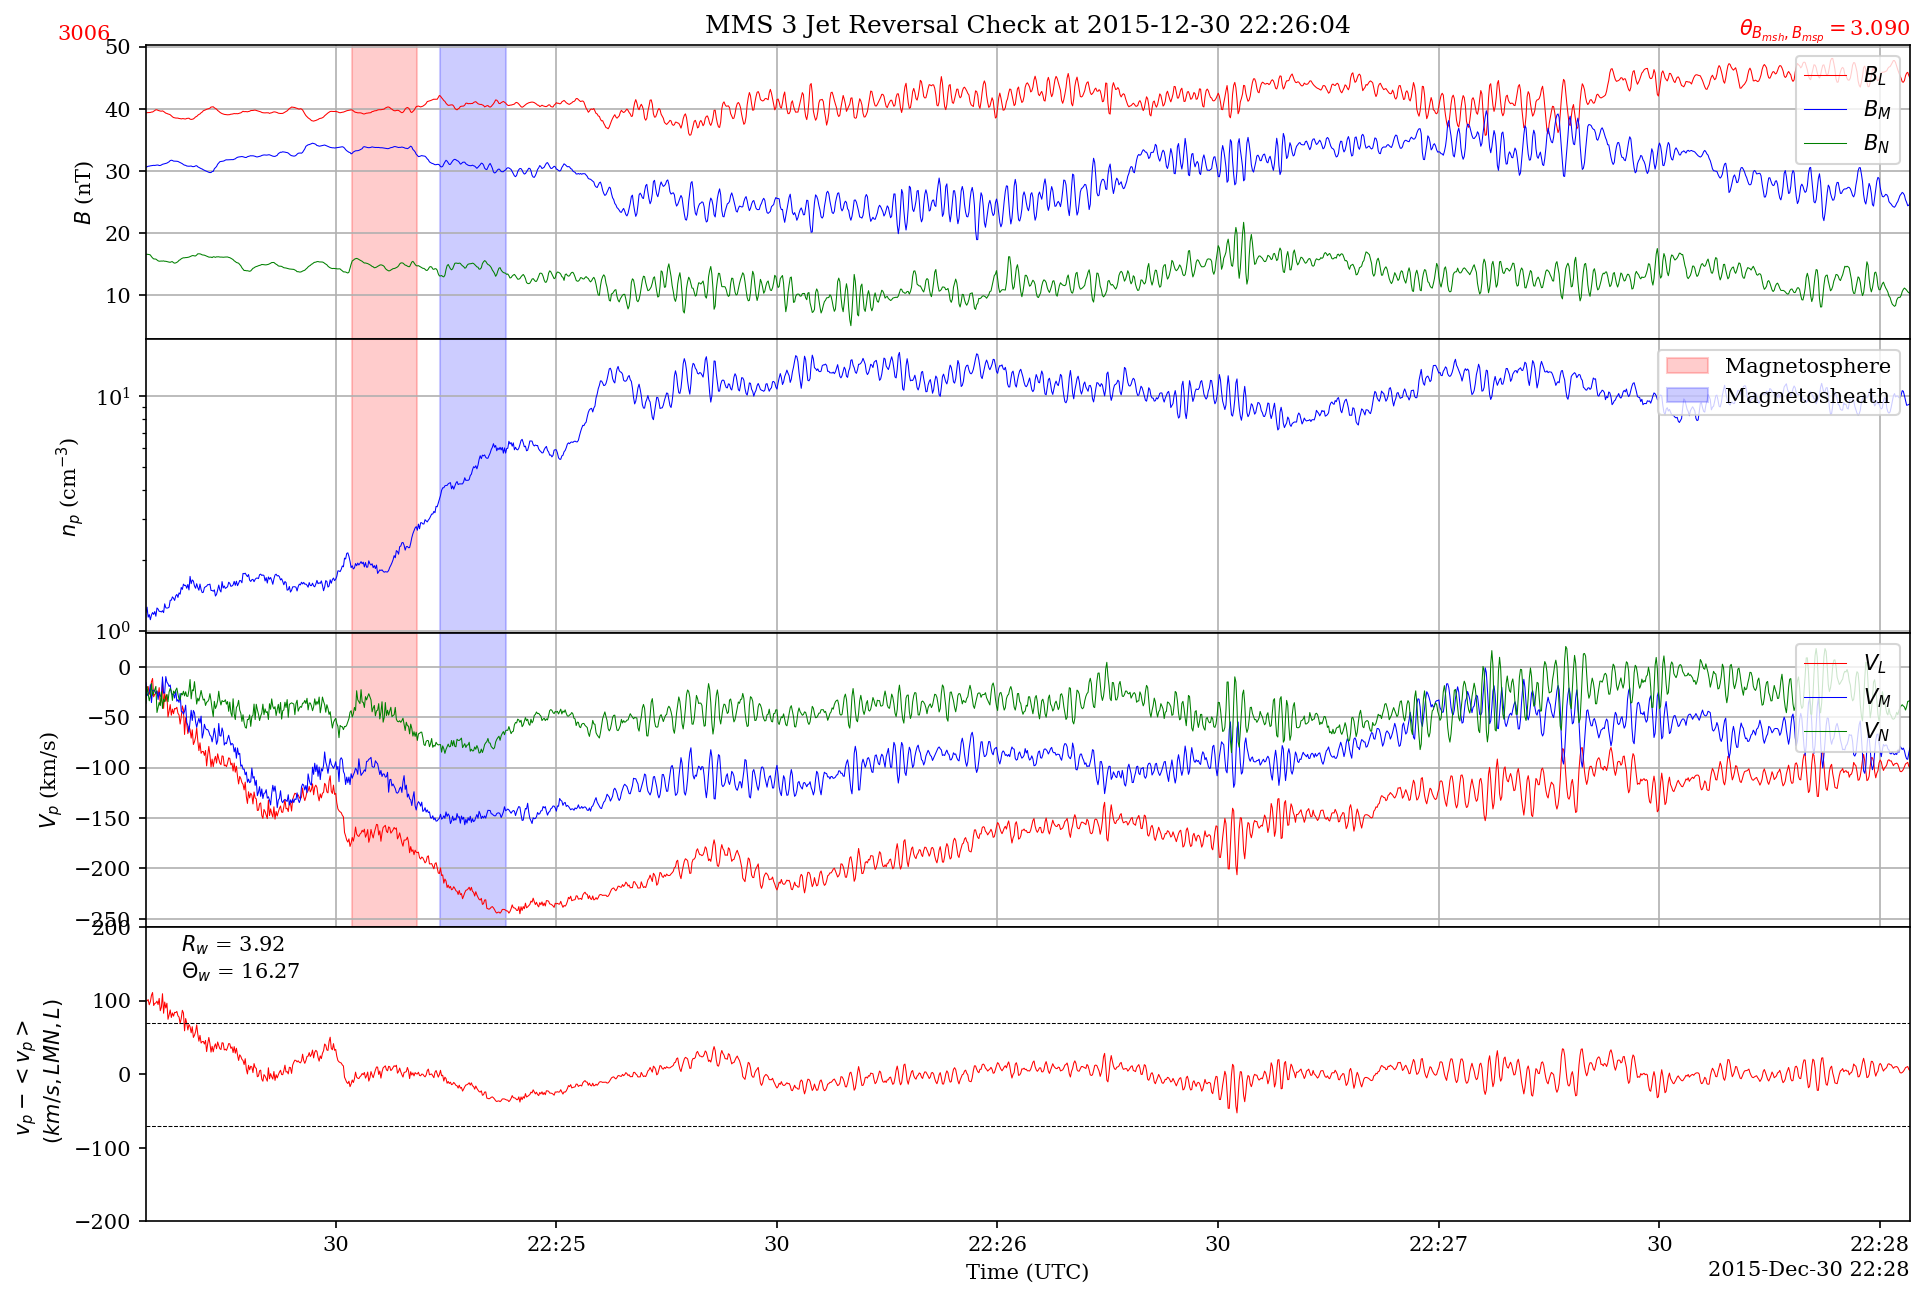 MMS 3 Jet Reversal Check at 2015-12-30 22:26:04
3006
θ_{B_{msh}, B_{msp}} = 3.090
50
40
30
20
10
B (nT)
B_L
B_M
B_N
10^1
10^0
n_p (cm^{−3})
Magnetosphere
Magnetosheath
0
−50
−100
−150
−200
−250
V_p (km/s)
V_L
V_M
V_N
200
100
0
−100
−200
v_p − < v_p >
(km/s, LMN, L)
R_w = 3.92
Θ_w = 16.27
30
22:25
30
22:26
30
22:27
30
22:28
Time (UTC)
2015-Dec-30 22:28